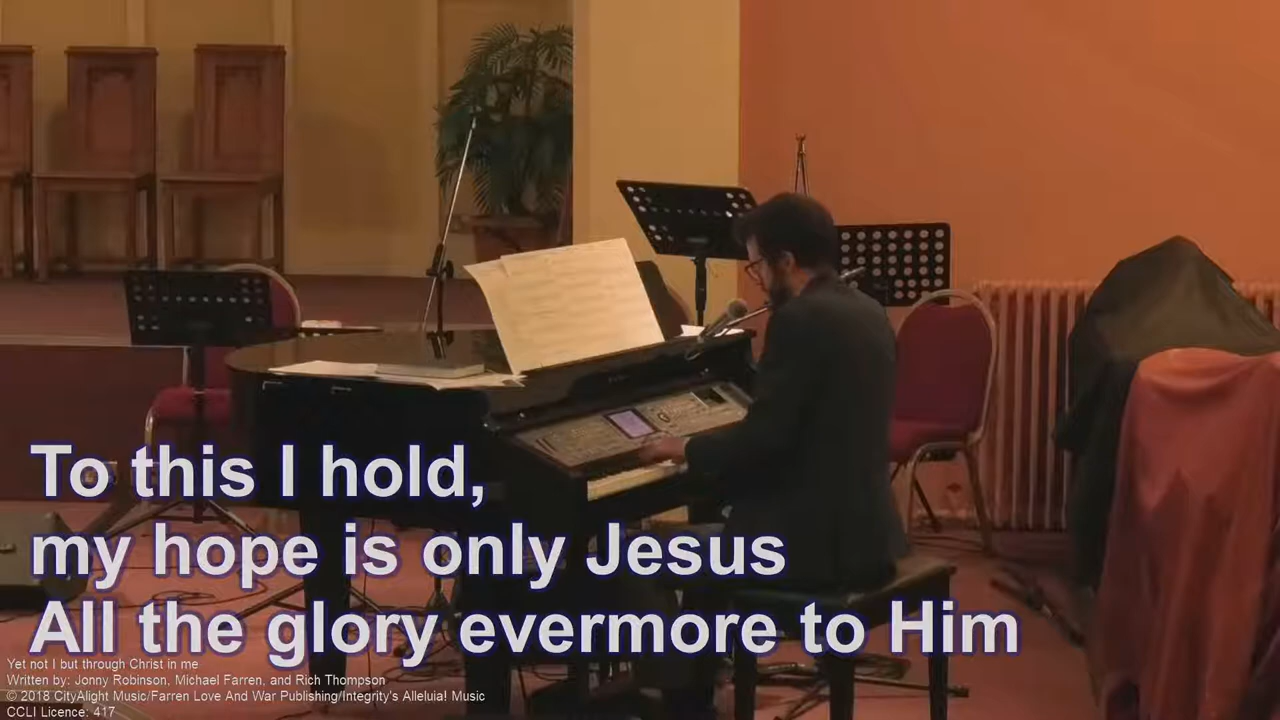 To this I hold,
my hope is only Jesus
All the glory evermore to Him
Yet not I but through Christ in me
Written by: Jonny Robinson, Michael Farren, and Rich Thompson
© 2018 CityAlight Music/Farren Love And War Publishing/Integrity's Alleluia! Music
CCLI Licence: 417